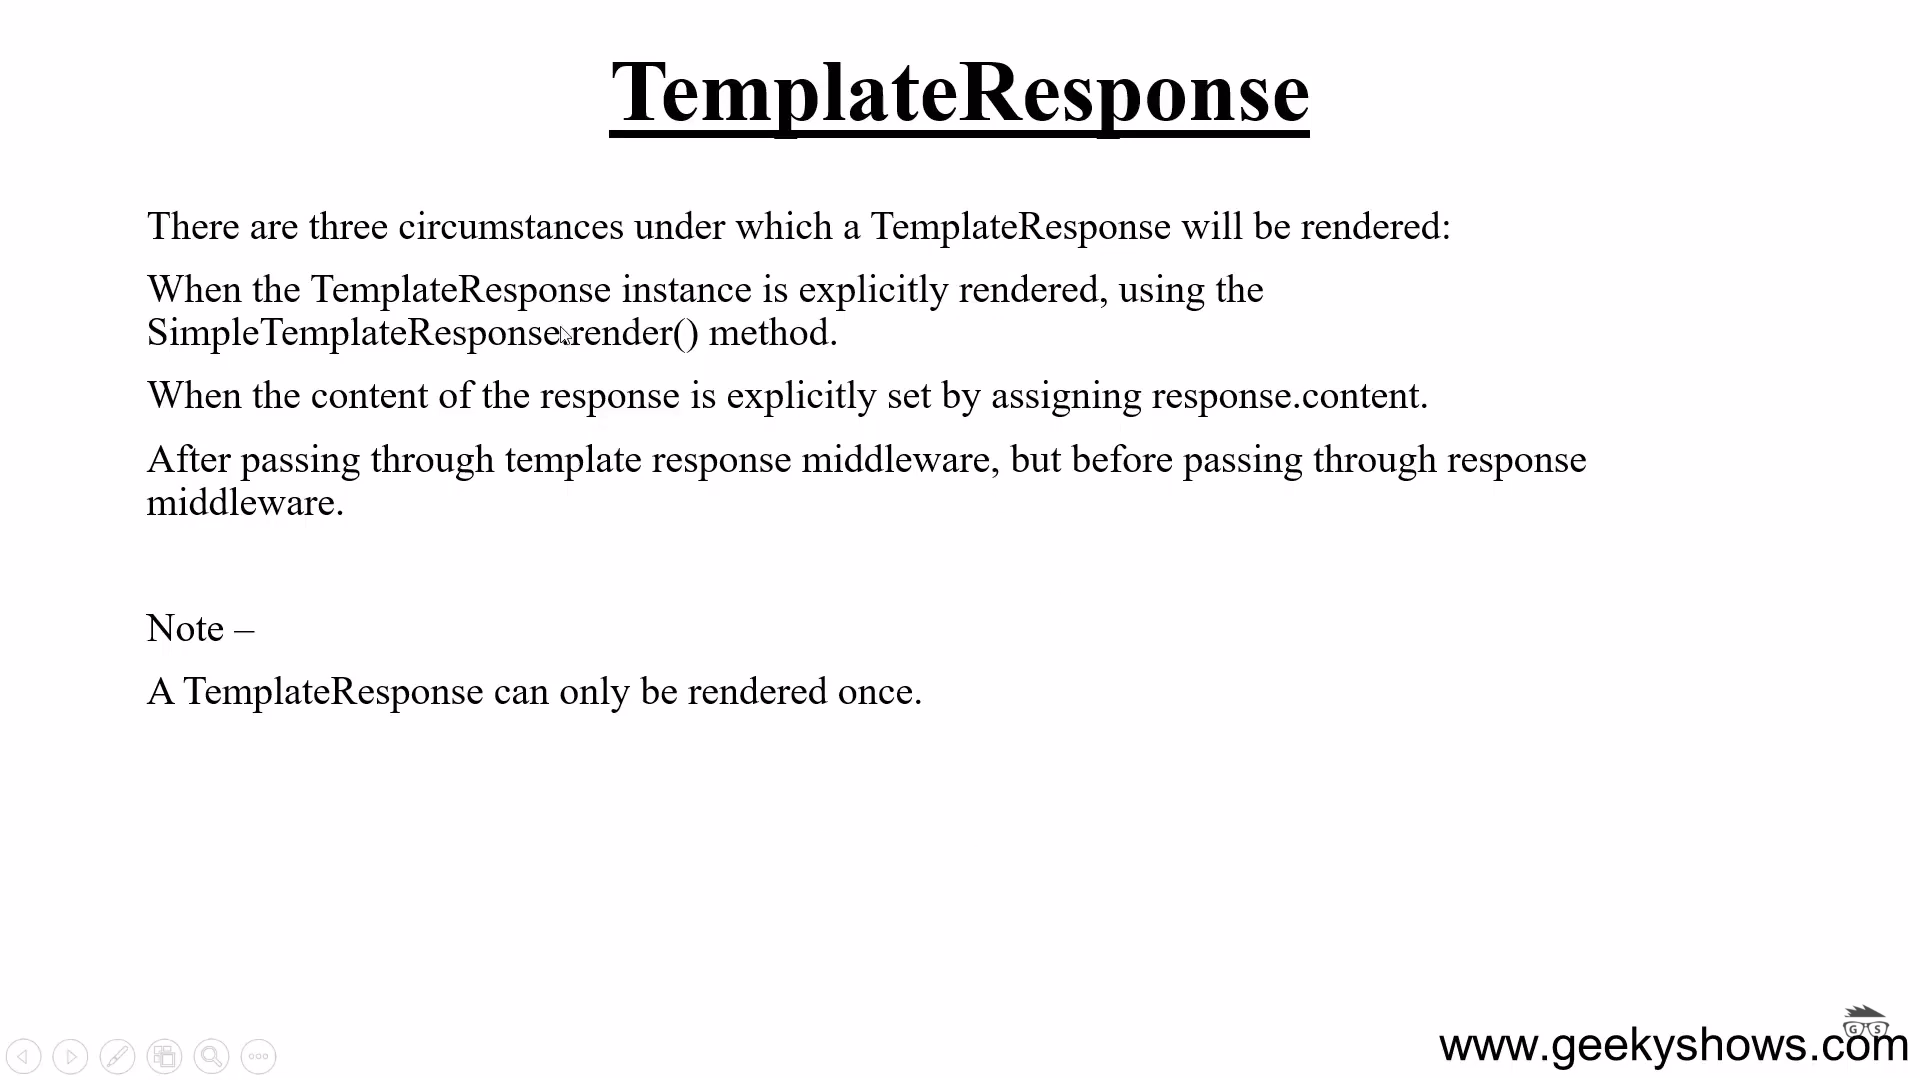 TemplateResponse
There are three circumstances under which a TemplateResponse will be rendered:
When the TemplateResponse instance is explicitly rendered, using the
SimpleTemplateResponse.render() method.
When the content of the response is explicitly set by assigning response.content.
After passing through template response middleware, but before passing through response
middleware.
Note –
A TemplateResponse can only be rendered once.
G S
www.geekyshows.com